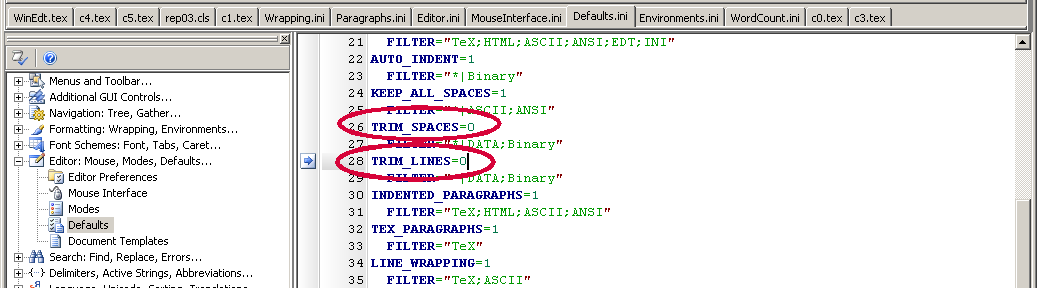 WinEdt.tex c4.tex c5.tex rep03.cls c1.tex Wrapping.ini Paragraphs.ini Editor.ini MouseInterface.ini Defaults.ini Environments.ini WordCount.ini c0.tex c3.tex
Menus and Toolbar...
Additional GUI Controls...
Navigation: Tree, Gather...
Formatting: Wrapping, Environments...
Font Schemes: Font, Tabs, Caret...
Editor: Mouse, Modes, Defaults...
Editor Preferences
Mouse Interface
Modes
Defaults
Document Templates
Search: Find, Replace, Errors...
Delimiters, Active Strings, Abbreviations...
21 FILTER="TeX;HTML;ASCII;ANSI;EDT;INI"
22 AUTO_INDENT=1
23 FILTER="*|Binary"
24 KEEP_ALL_SPACES=1
25 ASCII;ANSI"
26 TRIM_SPACES=0
27 DATA;Binary"
28 TRIM_LINES=0
29 DATA;Binary"
30 INDENTED_PARAGRAPHS=1
31 FILTER="TeX;HTML;ASCII;ANSI"
32 TEX_PARAGRAPHS=1
33 FILTER="TeX"
34 LINE_WRAPPING=1
35 FILTER="TeX;ASCII"